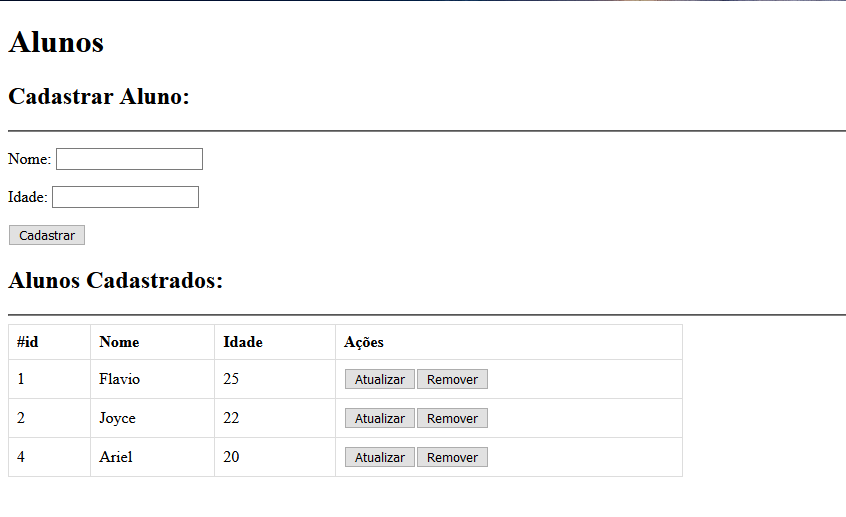 Alunos
Cadastrar Aluno:
Nome:
Idade:
Cadastrar
Alunos Cadastrados:
#id Nome Idade Ações
1 Flavio 25 Atualizar Remover
2 Joyce 22 Atualizar Remover
4 Ariel 20 Atualizar Remover